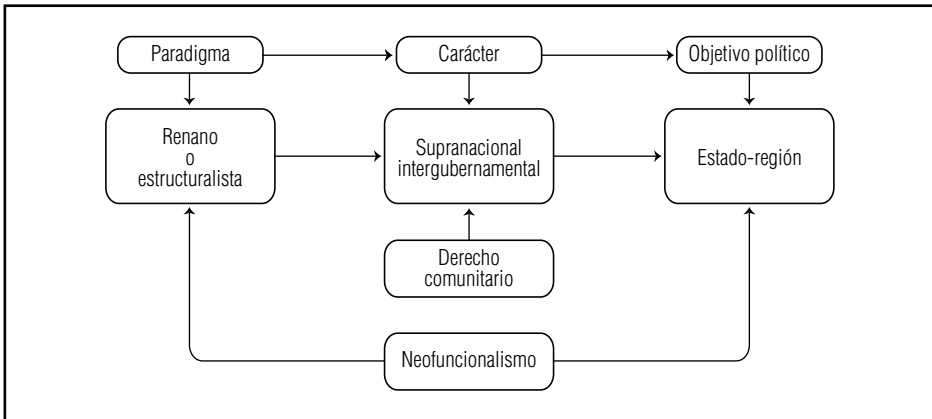 Paradigma
Carácter
Objetivo político
Renano
o
estructuralista
Supranacional
intergubernamental
Estado-región
Derecho
comunitario
Neofuncionalismo